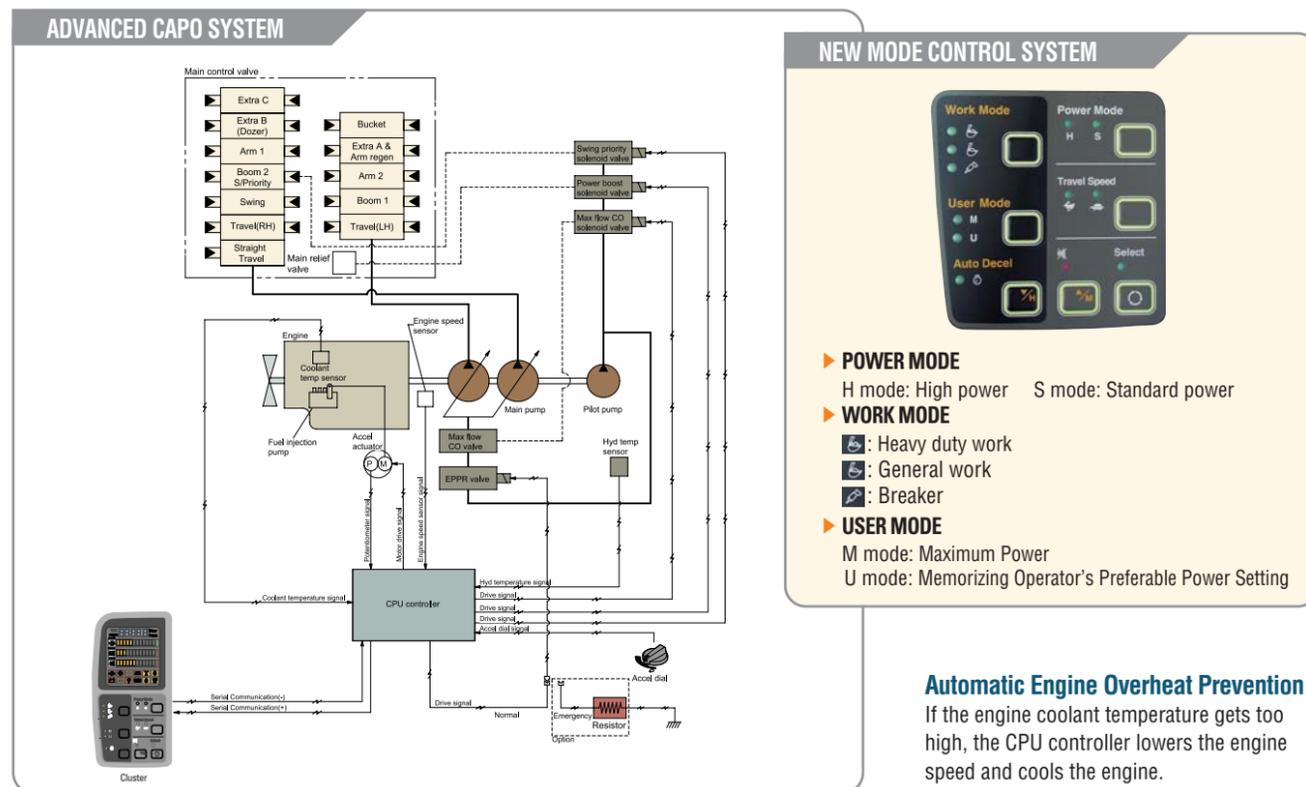 ADVANCED CAPO SYSTEM
Main control valve
Extra C
Extra B
(Dozer)
Arm 1
Boom 2
S/Priority
Swing
Travel(RH)
Straight
Travel
Bucket
Extra A &
Arm regen
Arm 2
Boom 1
Travel(LH)
Main relief
valve
Swing priority
solenoid valve
Power boost
solenoid valve
Max flow CO
solenoid valve
Engine speed
sensor
Engine
Coolant
temp sensor
Fuel injection
pump
Accel
actuator
P M
Main pump
Pilot pump
Max flow
CO valve
EPPR valve
Hyd temp
sensor
Potentiometer signal
Motor drive signal
Engine speed sensor signal
Coolant temperature signal
CPU controller
Hyd temperature signal
Drive signal
Drive signal
Drive signal
Accel dial signal
Accel dial
Serial Communication(-)
Serial Communication(+)
Drive signal
Normal
Emergency
Resistor
Option
Cluster
NEW MODE CONTROL SYSTEM
Work Mode
User Mode
M
U
Auto Decel
▼/H
Power Mode
H S
Travel Speed
Select
▲/M
POWER MODE
H mode: High power S mode: Standard power
WORK MODE
: Heavy duty work
: General work
: Breaker
USER MODE
M mode: Maximum Power
U mode: Memorizing Operator's Preferable Power Setting
Automatic Engine Overheat Prevention
If the engine coolant temperature gets too
high, the CPU controller lowers the engine
speed and cools the engine.